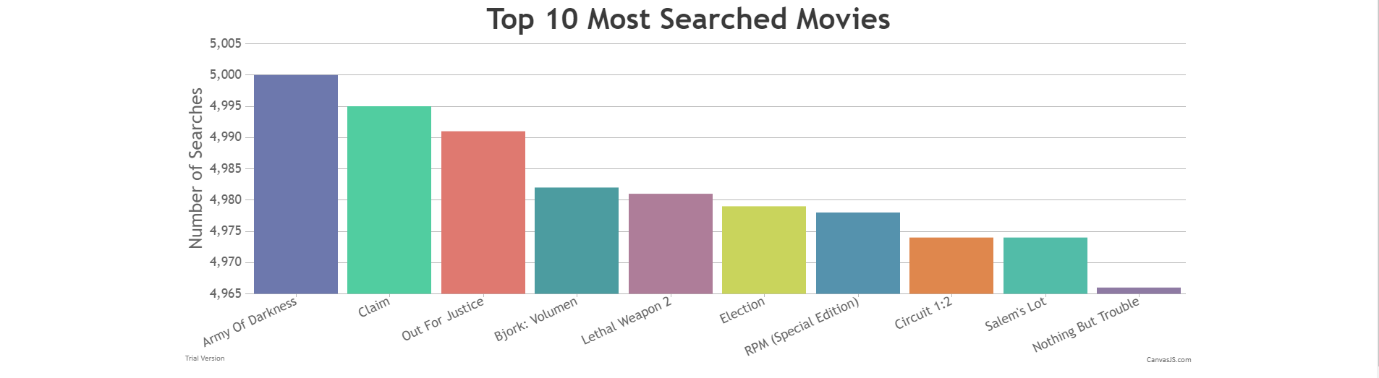 Top 10 Most Searched Movies
Number of Searches
5,005
5,000
4,995
4,990
4,985
4,980
4,975
4,970
4,965
Army Of Darkness
Claim
Out For Justice
Bjork: Volumen
Lethal Weapon 2
Election
RPM (Special Edition)
Circuit 1:2
Salem's Lot
Nothing But Trouble
Trial Version
CanvasJS.com